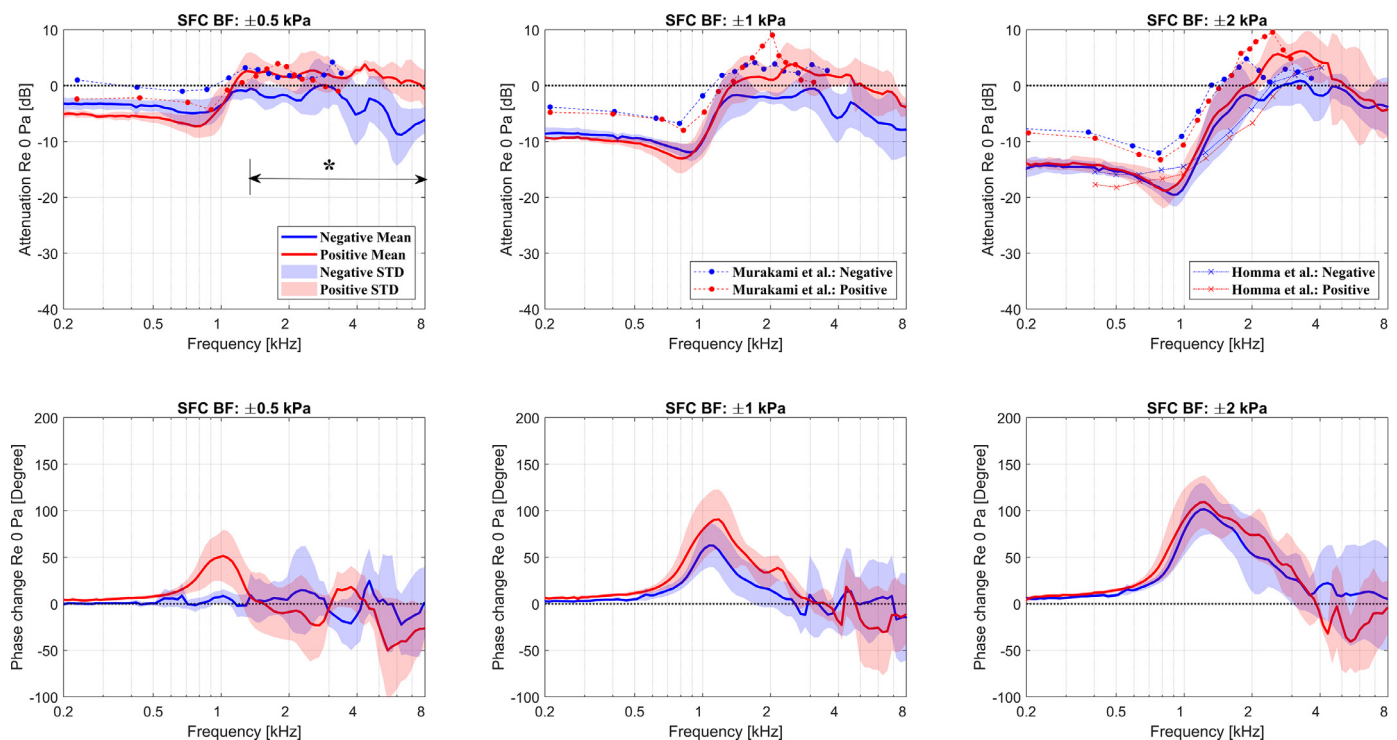 SFC BF: ±0.5 kPa
Attenuation Re 0 Pa [dB]
10
0
-10
-20
-30
-40
*
Negative Mean
Positive Mean
Negative STD
Positive STD
0.2
0.5
1
2
4
8
Frequency [kHz]
SFC BF: ±1 kPa
Attenuation Re 0 Pa [dB]
10
0
-10
-20
-30
-40
Murakami et al.: Negative
Murakami et al.: Positive
0.2
0.5
1
2
4
8
Frequency [kHz]
SFC BF: ±2 kPa
Attenuation Re 0 Pa [dB]
10
0
-10
-20
-30
-40
Homma et al.: Negative
Homma et al.: Positive
0.2
0.5
1
2
4
8
Frequency [kHz]
SFC BF: ±0.5 kPa
Phase change Re 0 Pa [Degree]
200
150
100
50
0
-50
-100
0.2
0.5
1
2
4
8
Frequency [kHz]
SFC BF: ±1 kPa
Phase change Re 0 Pa [Degree]
200
150
100
50
0
-50
-100
0.2
0.5
1
2
4
8
Frequency [kHz]
SFC BF: ±2 kPa
Phase change Re 0 Pa [Degree]
200
150
100
50
0
-50
-100
0.2
0.5
1
2
4
8
Frequency [kHz]